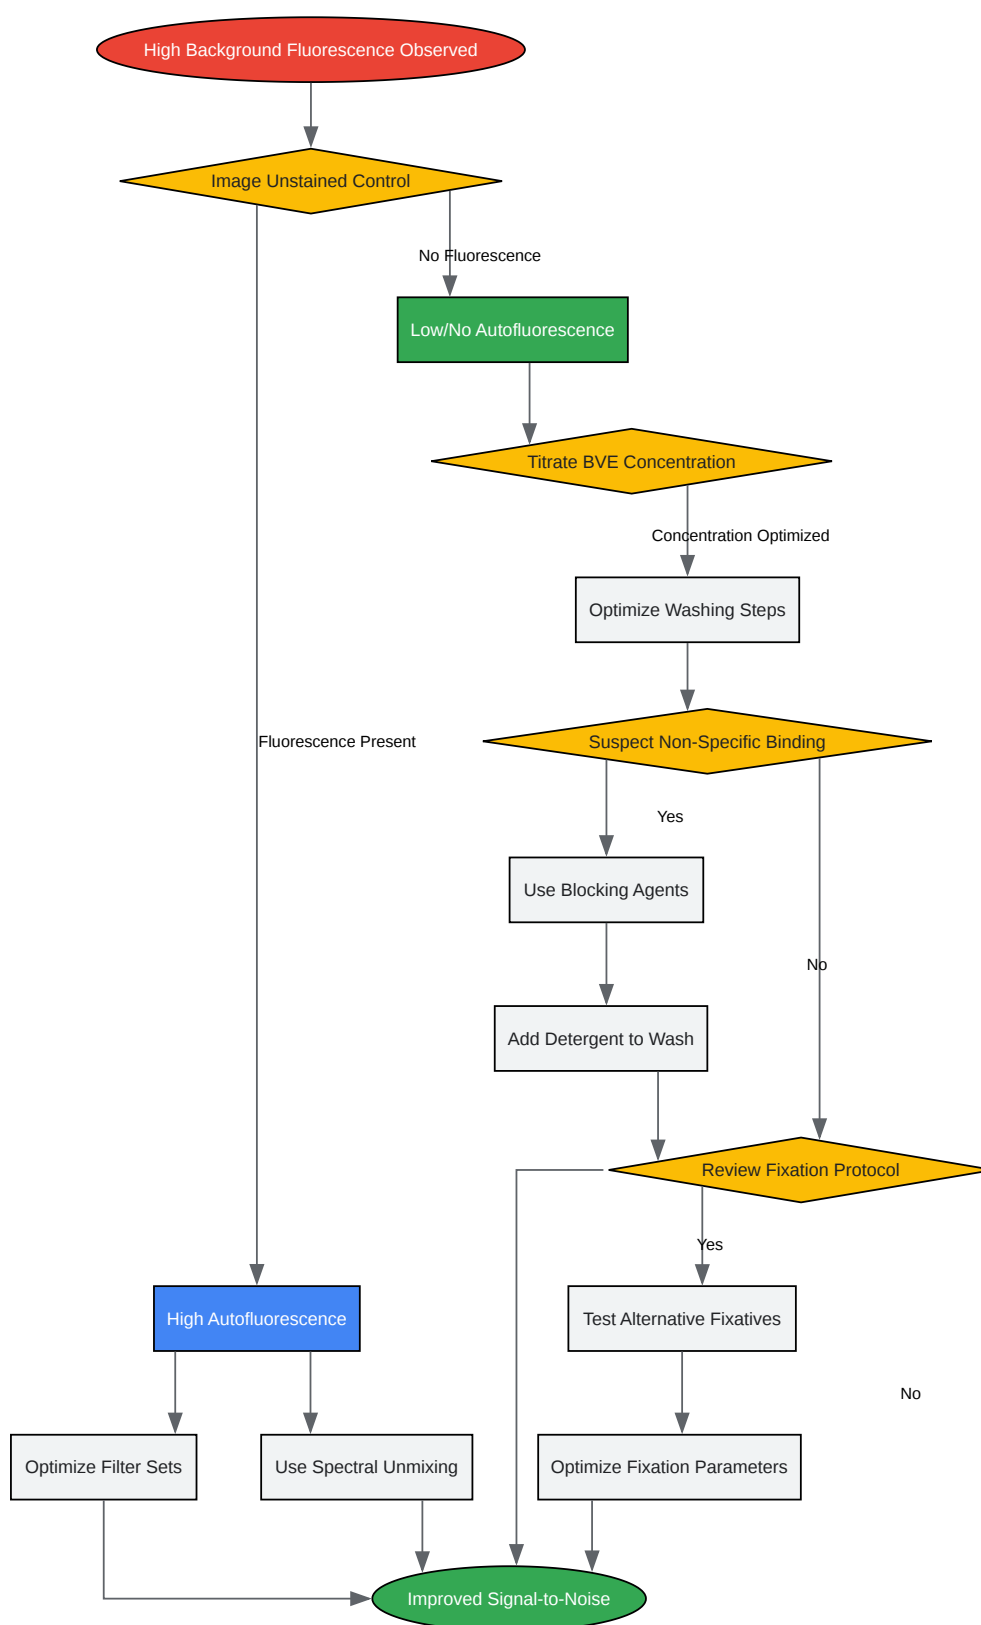 High Background Fluorescence Observed
Image Unstained Control
No Fluorescence
Low/No Autofluorescence
Titrate BVE Concentration
Concentration Optimized
Optimize Washing Steps
Suspect Non-Specific Binding
Fluorescence Present
Yes
Use Blocking Agents
No
Add Detergent to Wash
Review Fixation Protocol
Yes
High Autofluorescence
Test Alternative Fixatives
No
Optimize Filter Sets
Use Spectral Unmixing
Optimize Fixation Parameters
Improved Signal-to-Noise